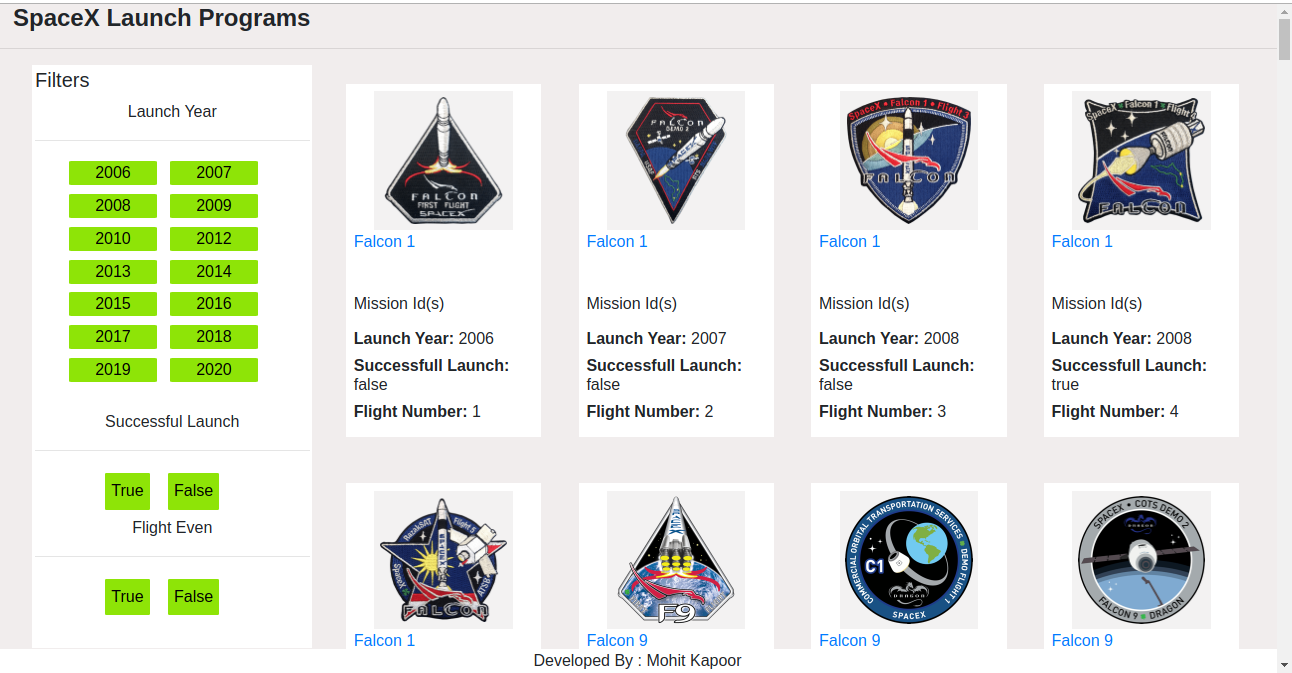 SpaceX Launch Programs
Filters
Launch Year
2006 2007
2008 2009
2010 2012
2013 2014
2015 2016
2017 2018
2019 2020
Successful Launch
True False
Flight Even
True False
FALCON
FIRST FLIGHT
SPACEX
Falcon 1
Mission Id(s)
Launch Year: 2006
Successfull Launch:
false
Flight Number: 1
FALCON
DEMO 2
Falcon 1
Mission Id(s)
Launch Year: 2007
Successfull Launch:
false
Flight Number: 2
SpaceX • Falcon 1 • Flight 3
FALCON
Falcon 1
Mission Id(s)
Launch Year: 2008
Successfull Launch:
false
Flight Number: 3
SpaceX Falcon 1 Flight 4
FALCON
Falcon 1
Mission Id(s)
Launch Year: 2008
Successfull Launch:
true
Flight Number: 4
RazakSAT
Flight 5
SpaceX
ATSB
FALCON
Falcon 1
F9
Falcon 9
COMMERCIAL ORBITAL TRANSPORTATION SERVICES
DEMO FLIGHT 1
C1
DRAGON
SPACEX
Falcon 9
SPACEX • COTS DEMO 2
DRAGON
FALCON 9 DRAGON
Falcon 9
Developed By : Mohit Kapoor